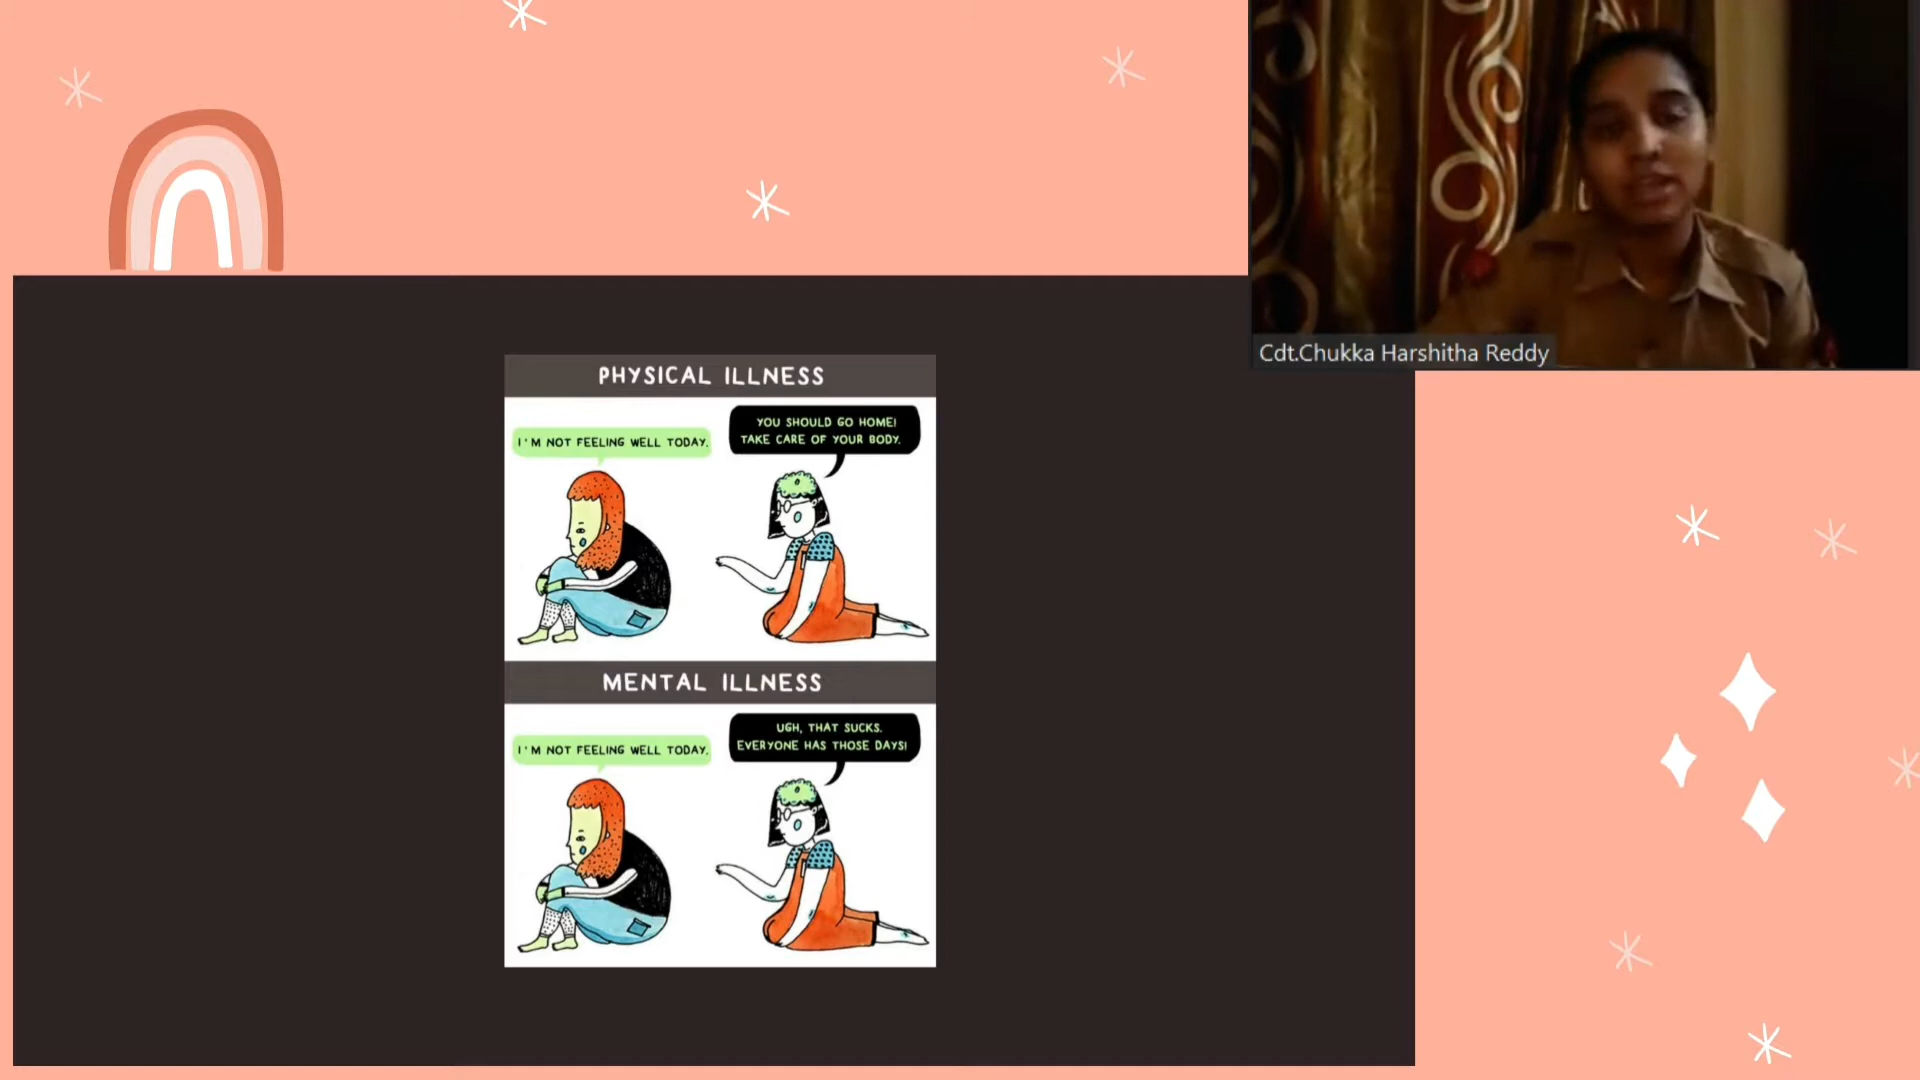 Cdt.Chukka Harshitha Reddy
PHYSICAL ILLNESS
I'M NOT FEELING WELL TODAY.
YOU SHOULD GO HOME!
TAKE CARE OF YOUR BODY.
MENTAL ILLNESS
I'M NOT FEELING WELL TODAY.
UGH, THAT SUCKS.
EVERYONE HAS THOSE DAYS!